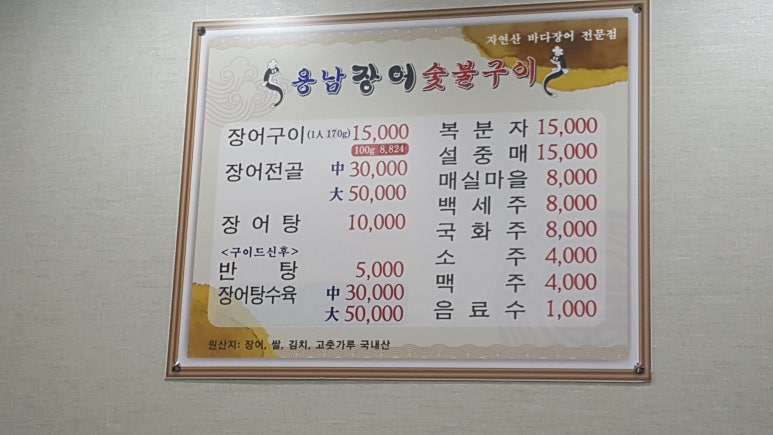 자연산 바다장어 전문점
용남장어숯불구이
장어구이(1人 170g) 15,000
100g 8,824
장어전골 中 30,000
大 50,000
장어탕 10,000
<구이드신후>
반탕 5,000
장어탕수육 中 30,000
大 50,000
복분자 15,000
설중매 15,000
매실마을 8,000
백세주 8,000
국화주 8,000
소주 4,000
맥주 4,000
음료수 1,000
원산지: 장어, 쌀, 김치, 고춧가루 국내산